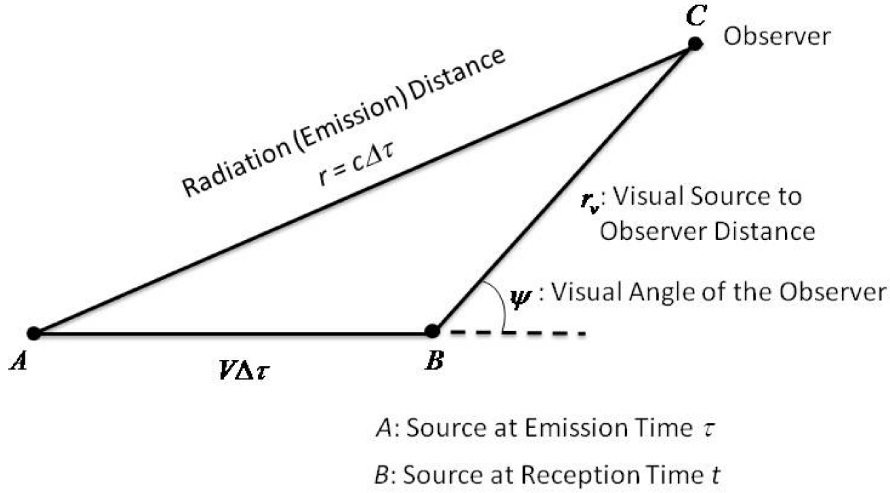 C
Observer
Radiation (Emission) Distance
r = cΔτ
r_v: Visual Source to
Observer Distance
ψ : Visual Angle of the Observer
A
B
VΔτ
A: Source at Emission Time τ
B: Source at Reception Time t